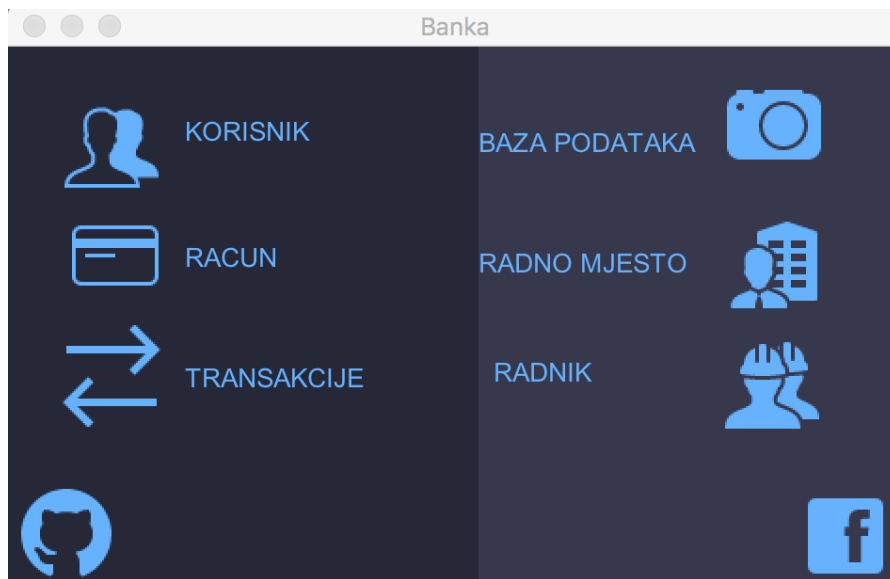 Banka
KORISNIK
RACUN
TRANSAKCIJE
BAZA PODATAKA
RADNO MJESTO
RADNIK
f